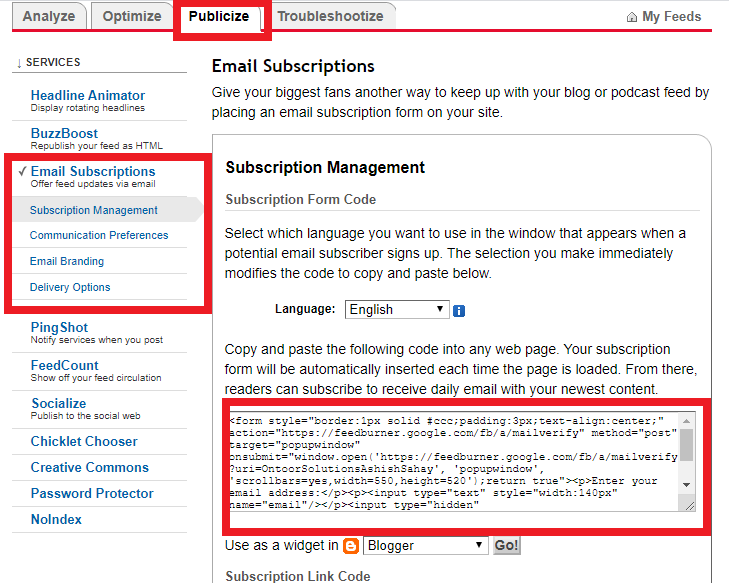 Analyze
Optimize
Publicize
Troubleshootize
My Feeds
↓ SERVICES
Headline Animator
Display rotating headlines
BuzzBoost
Republish your feed as HTML
✓ Email Subscriptions
Offer feed updates via email
Subscription Management
Communication Preferences
Email Branding
Delivery Options
PingShot
Notify services when you post
FeedCount
Show off your feed circulation
Socialize
Publish to the social web
Chicklet Chooser
Creative Commons
Password Protector
NoIndex
Email Subscriptions
Give your biggest fans another way to keep up with your blog or podcast feed by
placing an email subscription form on your site.
Subscription Management
Subscription Form Code
Select which language you want to use in the window that appears when a
potential email subscriber signs up. The selection you make immediately
modifies the code to copy and paste below.
Language: English
Copy and paste the following code into any web page. Your subscription
form will be automatically inserted each time the page is loaded. From there,
readers can subscribe to receive daily email with your newest content.
<form style="border:1px solid #ccc;padding:3px;text-align:center;"
action="https://feedburner.google.com/fb/a/mailverify" method="post"
target="popupwindow"
onsubmit="window.open('https://feedburner.google.com/fb/a/mailverify
?uri=OntoorSolutionsAshishSahay', 'popupwindow',
'scrollbars=yes,width=550,height=520');return true"><p>Enter your
email address:</p><p><input type="text" style="width:140px"
name="email"/></p><input type="hidden"
Use as a widget in Blogger Go!
Subscription Link Code